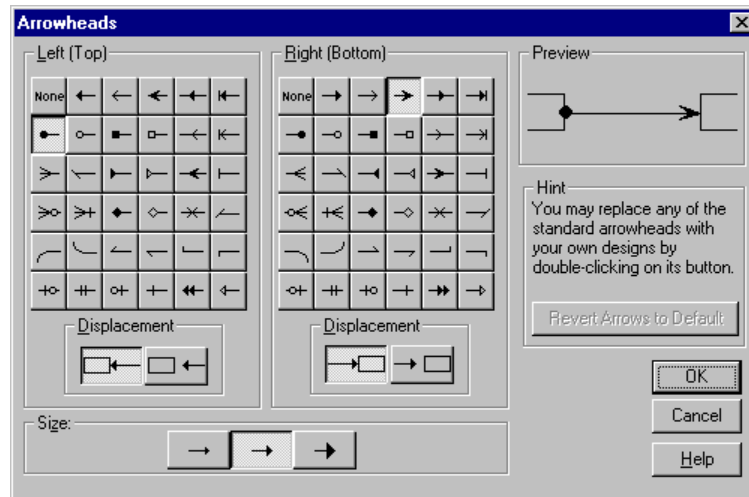 Arrowheads
Left (Top)
Right (Bottom)
Preview
None
None
Hint
You may replace any of the
standard arrowheads with
your own designs by
double-clicking on its button.
Revert Arrows to Default
Displacement
Displacement
OK
Cancel
Size:
Help